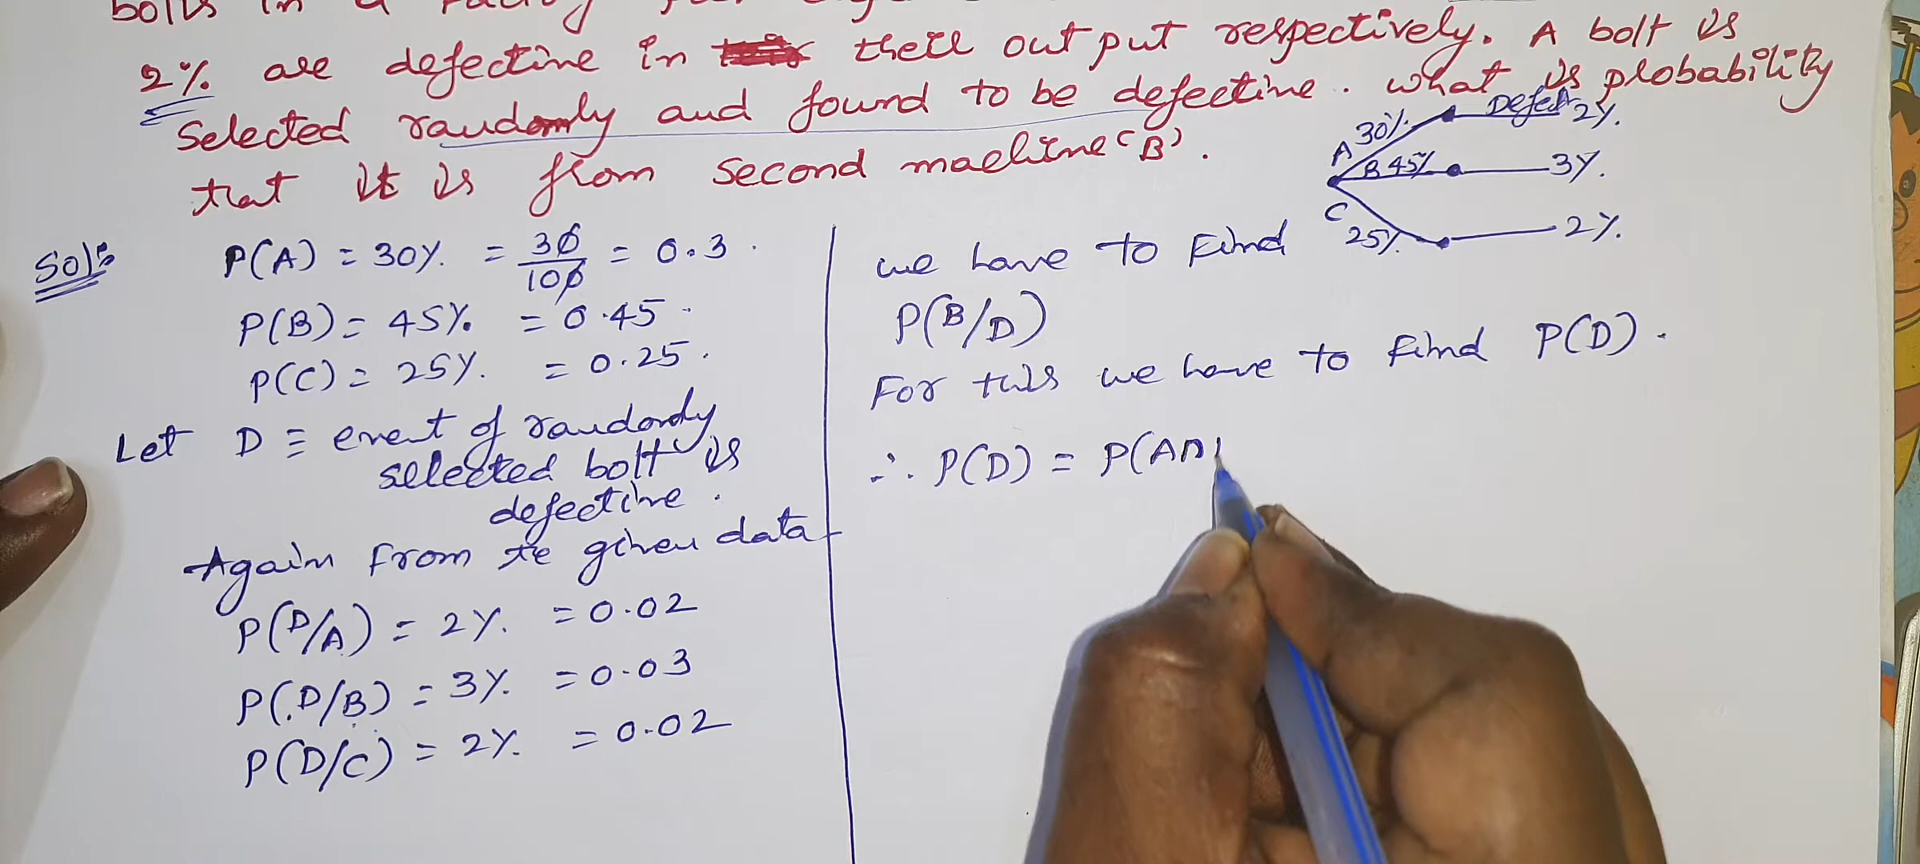 2% are defective in their output respectively. A bolt is
selected randomly and found to be defective. what is probability
that it is from second machine (B).
A 30% Defect 2%.
B 45% 3%.
C 25% 2%.
Soln:
P(A) = 30% = 30/100 = 0.3.
P(B) = 45% = 0.45.
P(C) = 25% = 0.25.
Let D ≡ event of randomly
selected bolt is
defective.
Again from the given data
P(D/A) = 2% = 0.02
P(D/B) = 3% = 0.03
P(D/C) = 2% = 0.02
we have to find
P(B/D)
For this we have to find P(D).
∴ P(D) = P(A∩